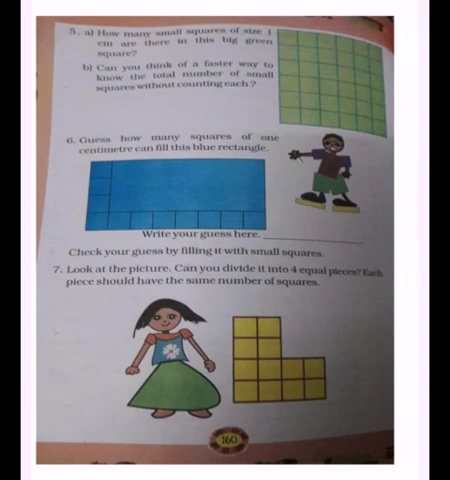 5. a) How many small squares of size 1
cm are there in this big green
square?
b) Can you think of a faster way to
know the total number of small
squares without counting each?
6. Guess how many squares of one
centimetre can fill this blue rectangle.
Write your guess here.
Check your guess by filling it with small squares.
7. Look at the picture. Can you divide it into 4 equal pieces? Each
piece should have the same number of squares.
160